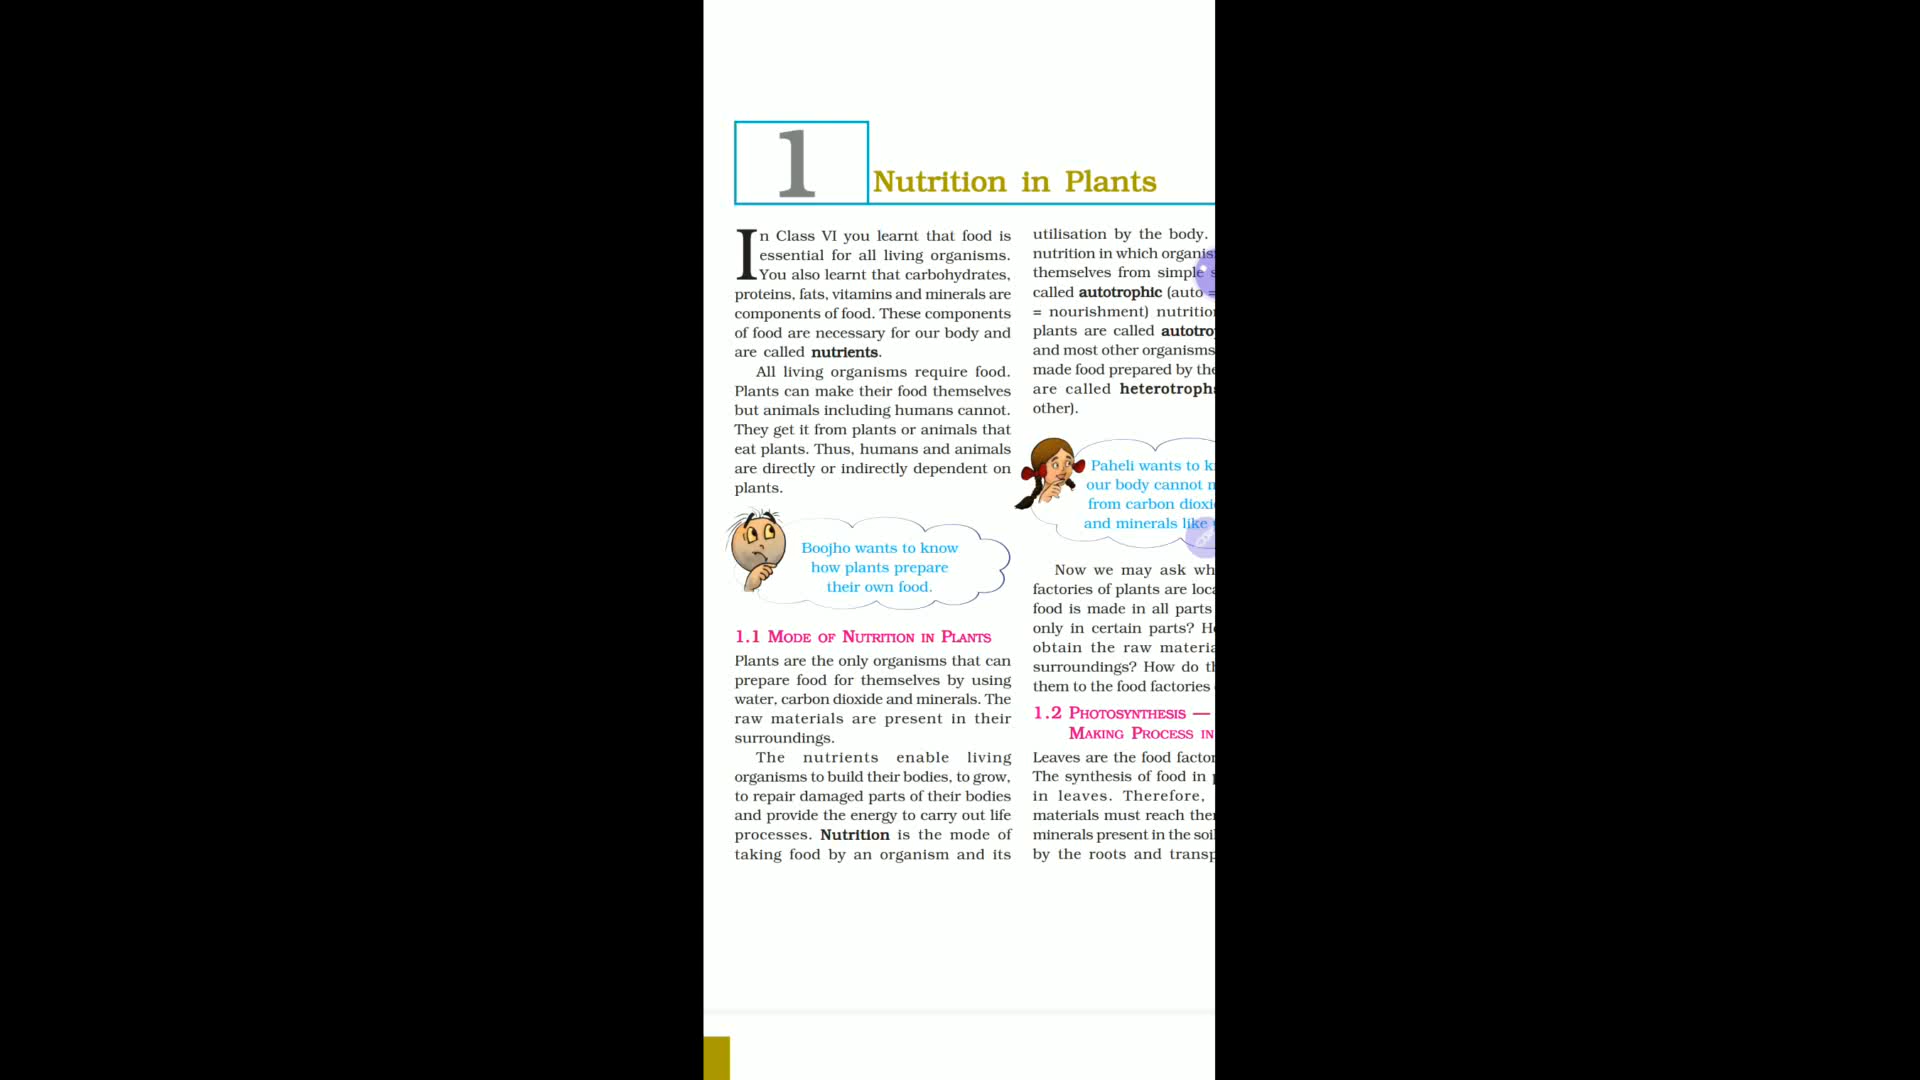 1
Nutrition in Plants
In Class VI you learnt that food is
essential for all living organisms.
You also learnt that carbohydrates,
proteins, fats, vitamins and minerals are
components of food. These components
of food are necessary for our body and
are called nutrients.
All living organisms require food.
Plants can make their food themselves
but animals including humans cannot.
They get it from plants or animals that
eat plants. Thus, humans and animals
are directly or indirectly dependent on
plants.
Boojho wants to know
how plants prepare
their own food.
1.1 MODE OF NUTRITION IN PLANTS
Plants are the only organisms that can
prepare food for themselves by using
water, carbon dioxide and minerals. The
raw materials are present in their
surroundings.
The nutrients enable living
organisms to build their bodies, to grow,
to repair damaged parts of their bodies
and provide the energy to carry out life
processes. Nutrition is the mode of
taking food by an organism and its
utilisation by the body.
nutrition in which
themselves from simple
called autotrophic (auto =
= nourishment)
plants are called
and most other organisms
made food prepared by
are called
other).
Paheli wants to
our body cannot
from carbon
and minerals like
Now we may ask
factories of plants are
food is made in all parts
only in certain parts?
obtain the raw
surroundings? How do
them to the food factories
1.2 PHOTOSYNTHESIS —
MAKING PROCESS IN
Leaves are the food
The synthesis of food in
in leaves. Therefore,
materials must reach
minerals present in the
by the roots and